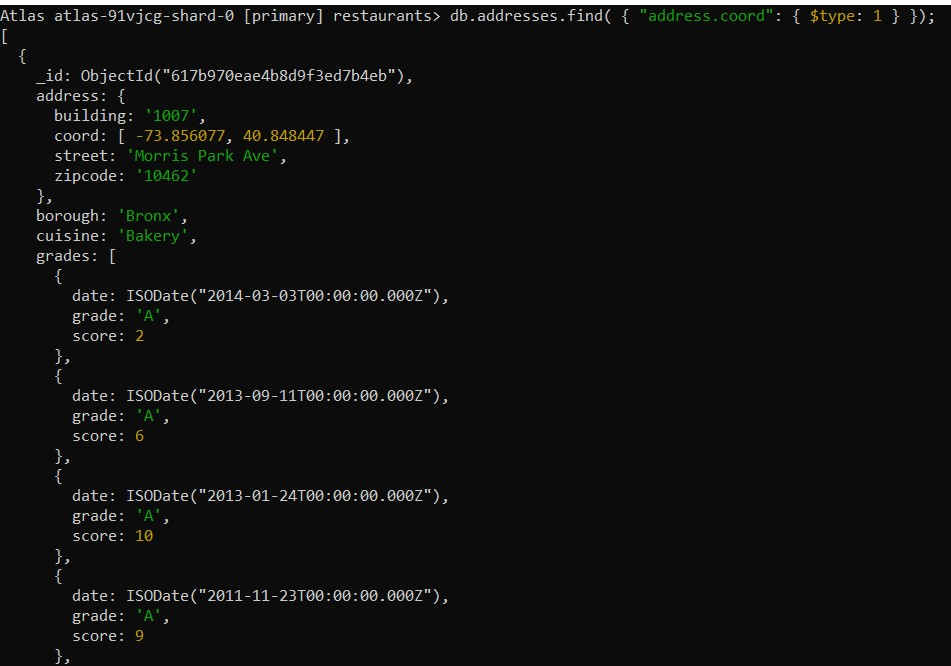 Atlas atlas-91vjcg-shard-0 [primary] restaurants> db.addresses.find( { "address.coord": { $type: 1 } });
[
  {
    _id: ObjectId("617b970eae4b8d9f3ed7b4eb"),
    address: {
      building: '1007',
      coord: [ -73.856077, 40.848447 ],
      street: 'Morris Park Ave',
      zipcode: '10462'
    },
    borough: 'Bronx',
    cuisine: 'Bakery',
    grades: [
      {
        date: ISODate("2014-03-03T00:00:00.000Z"),
        grade: 'A',
        score: 2
      },
      {
        date: ISODate("2013-09-11T00:00:00.000Z"),
        grade: 'A',
        score: 6
      },
      {
        date: ISODate("2013-01-24T00:00:00.000Z"),
        grade: 'A',
        score: 10
      },
      {
        date: ISODate("2011-11-23T00:00:00.000Z"),
        grade: 'A',
        score: 9
      },